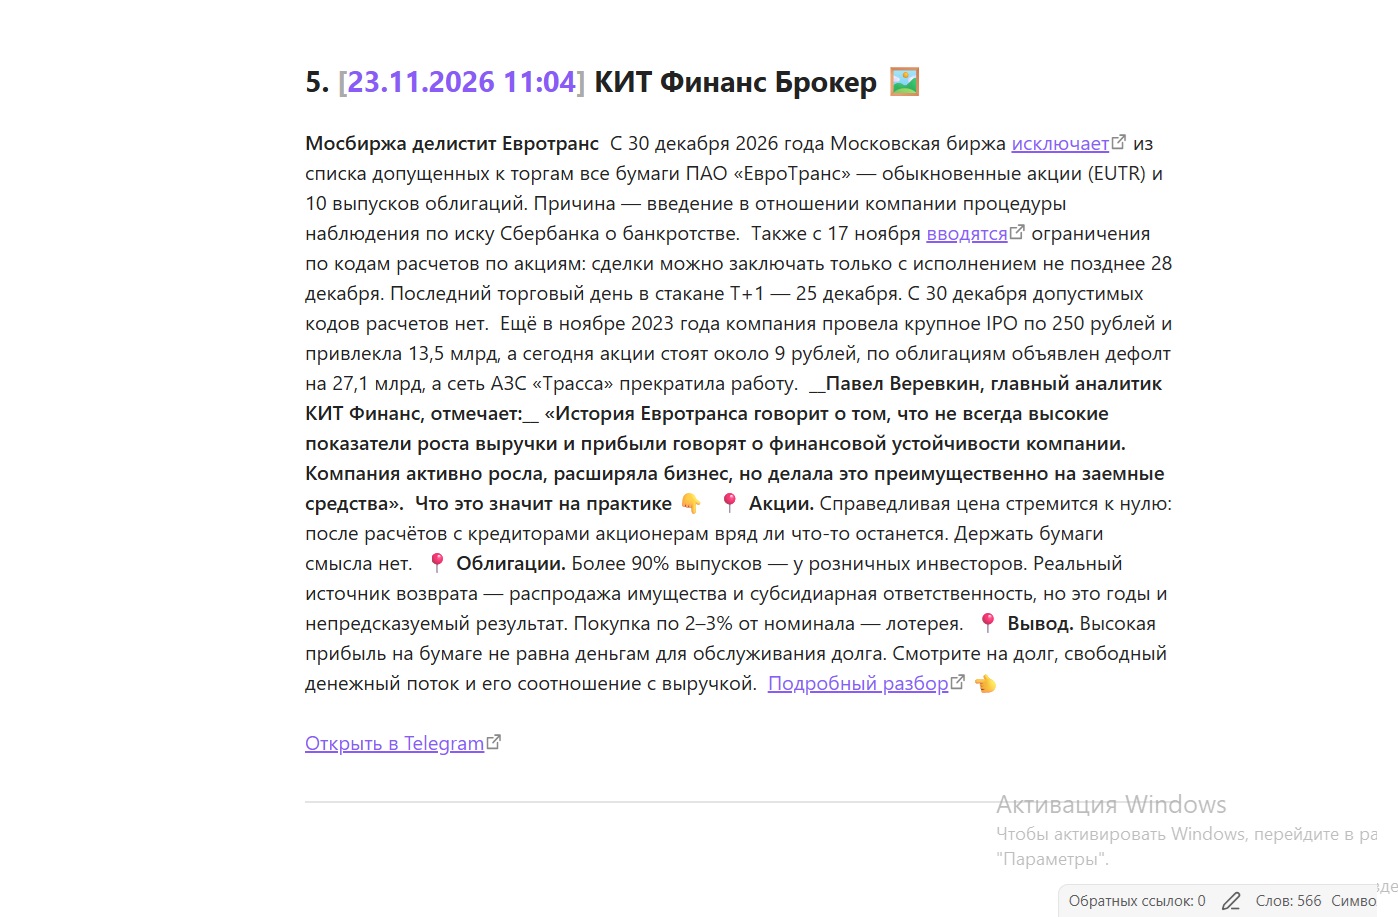 5. [23.11.2026 11:04] КИТ Финанс Брокер
Мосбиржа делистит Евротранс С 30 декабря 2026 года Московская биржа исключает из
списка допущенных к торгам все бумаги ПАО «ЕвроТранс» — обыкновенные акции (EUTR) и
10 выпусков облигаций. Причина — введение в отношении компании процедуры
наблюдения по иску Сбербанка о банкротстве. Также с 17 ноября вводятся ограничения
по кодам расчетов по акциям: сделки можно заключать только с исполнением не позднее 28
декабря. Последний торговый день в стакане Т+1 — 25 декабря. С 30 декабря допустимых
кодов расчетов нет. Ещё в ноябре 2023 года компания провела крупное IPO по 250 рублей и
привлекла 13,5 млрд, а сегодня акции стоят около 9 рублей, по облигациям объявлен дефолт
на 27,1 млрд, а сеть АЗС «Трасса» прекратила работу. __Павел Веревкин, главный аналитик
КИТ Финанс, отмечает:__ «История Евротранса говорит о том, что не всегда высокие
показатели роста выручки и прибыли говорят о финансовой устойчивости компании.
Компания активно росла, расширяла бизнес, но делала это преимущественно на заемные
средства». Что это значит на практике 👇 📍 Акции. Справедливая цена стремится к нулю:
после расчётов с кредиторами акционерам вряд ли что-то останется. Держать бумаги
смысла нет. 📍 Облигации. Более 90% выпусков — у розничных инвесторов. Реальный
источник возврата — распродажа имущества и субсидиарная ответственность, но это годы и
непредсказуемый результат. Покупка по 2–3% от номинала — лотерея. 📍 Вывод. Высокая
прибыль на бумаге не равна деньгам для обслуживания долга. Смотрите на долг, свободный
денежный поток и его соотношение с выручкой. Подробный разбор 👈
Открыть в Telegram
Активация Windows
Чтобы активировать Windows, перейдите в ра
"Параметры".
Обратных ссылок: 0 Слов: 566 Симво